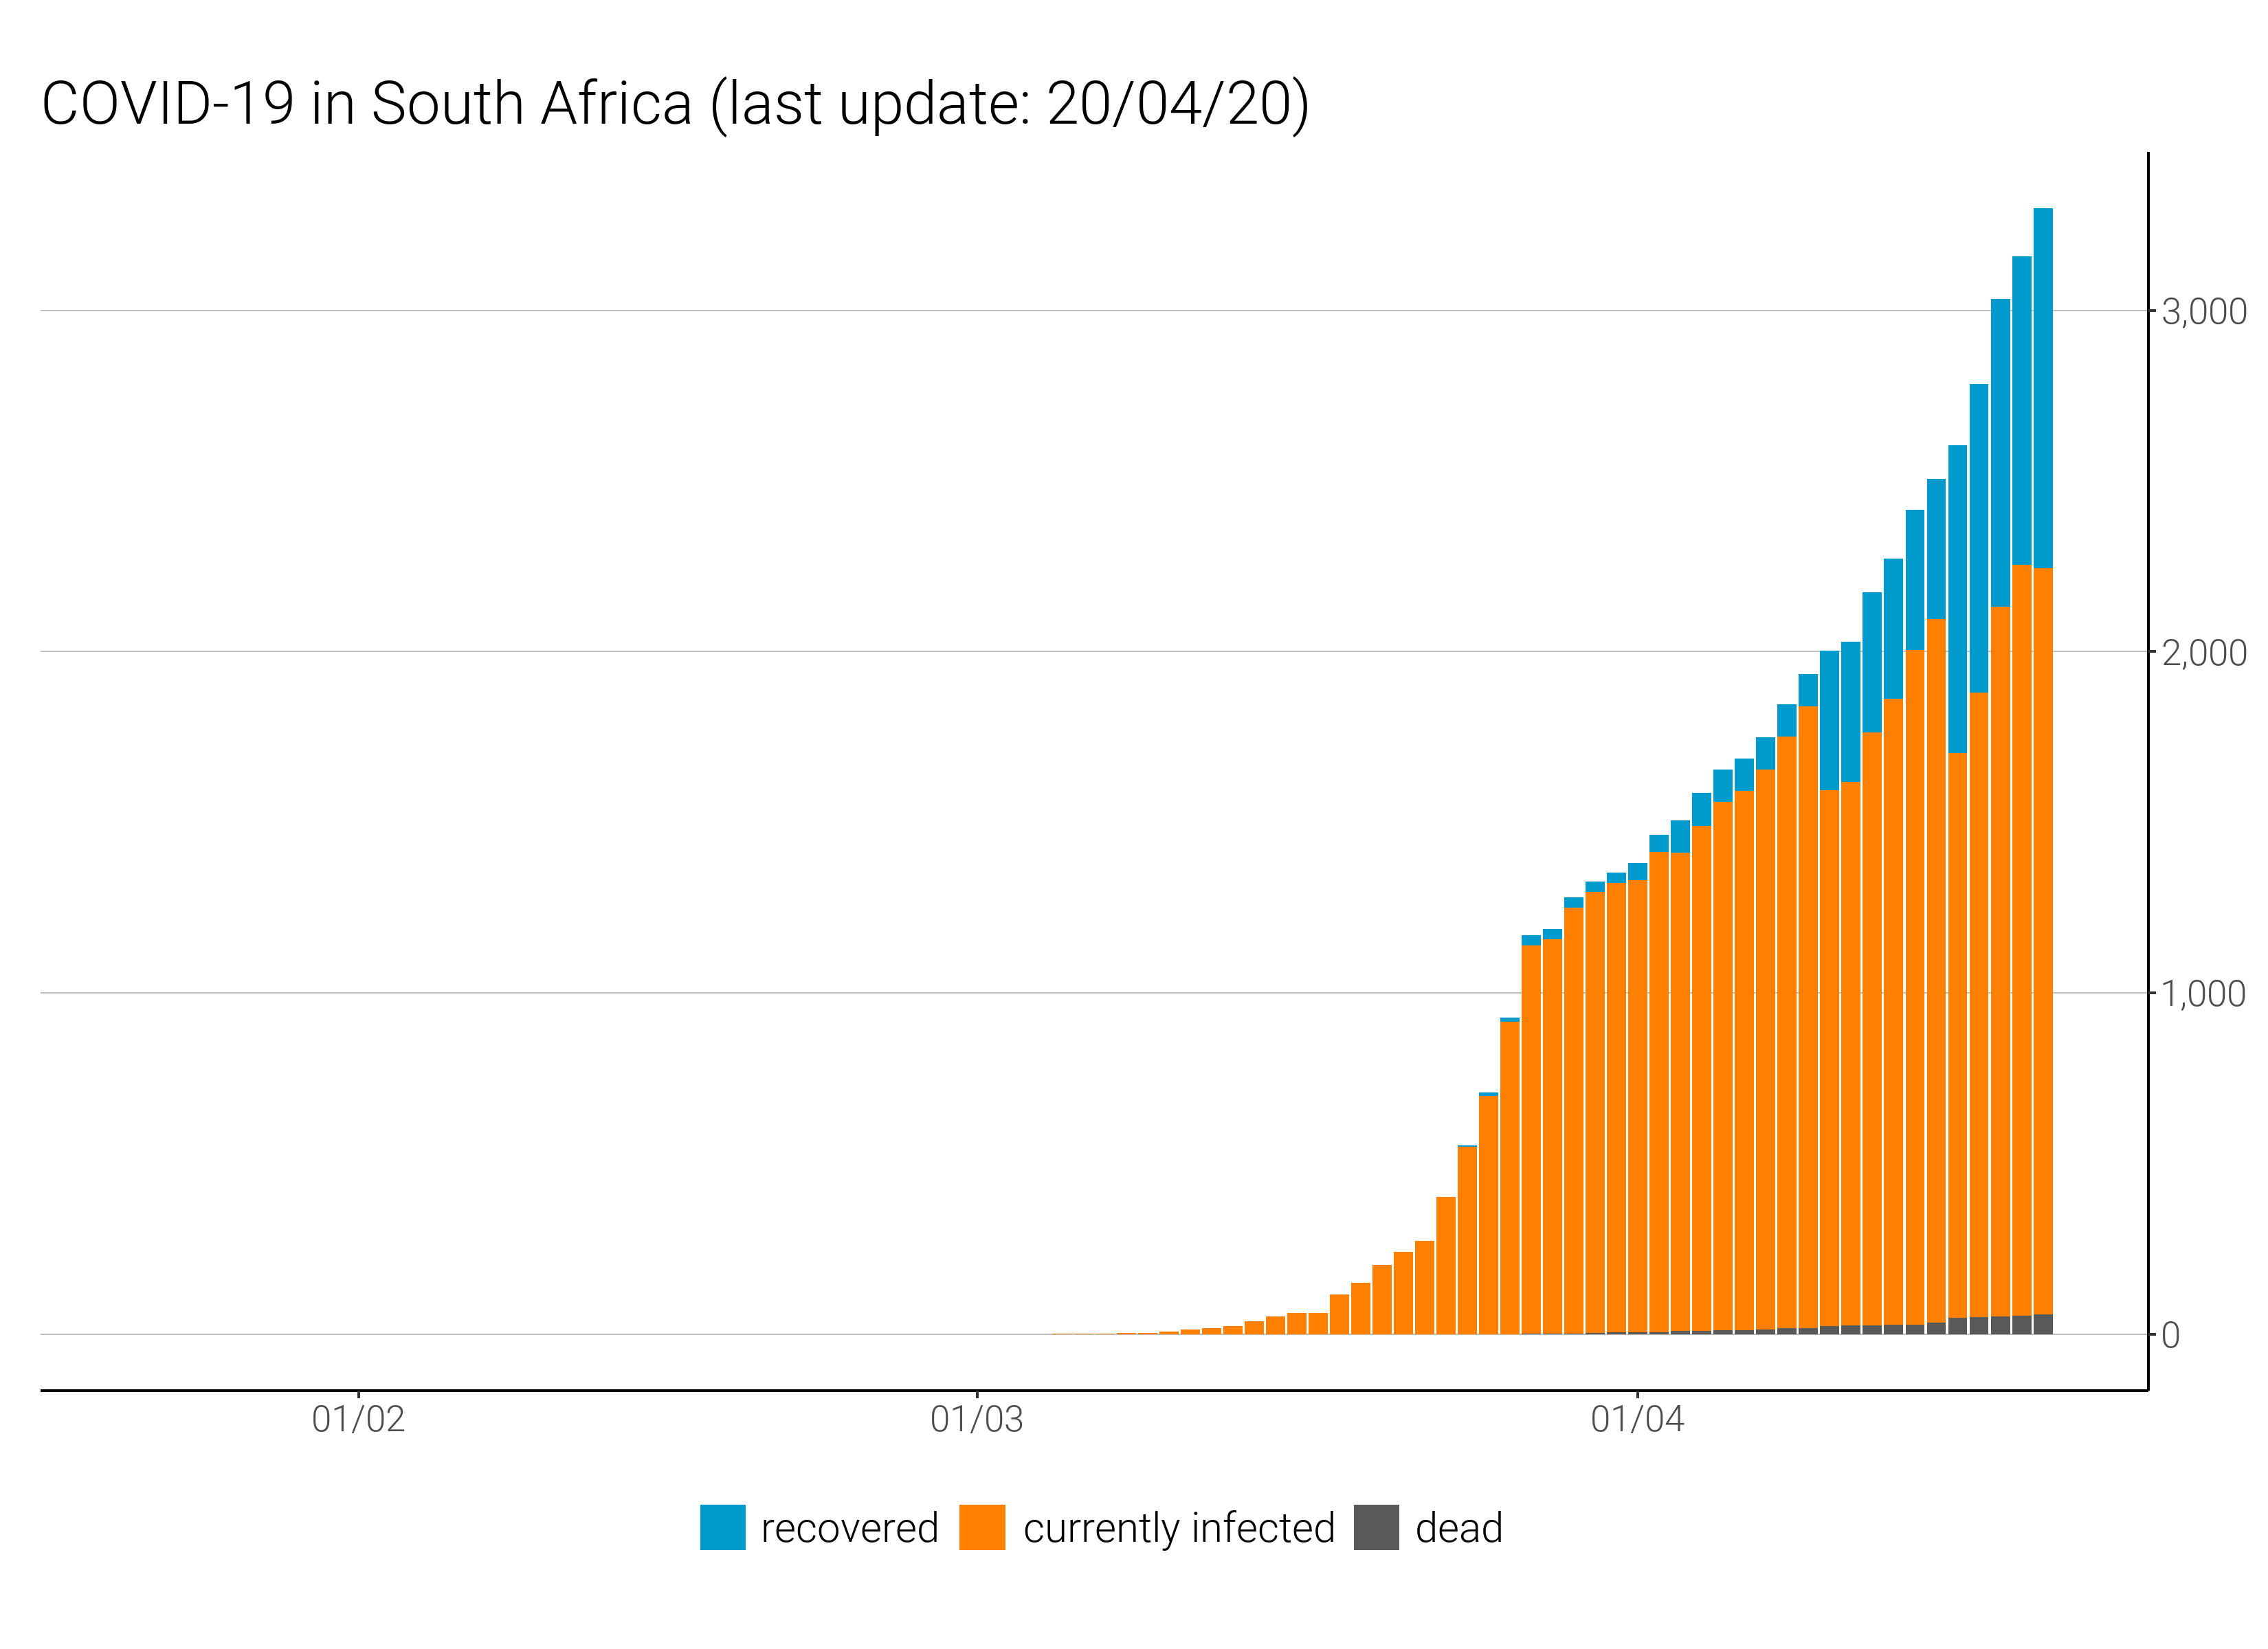 COVID-19 in South Africa (last update: 20/04/20)
3,000
2,000
1,000
0
01/02 01/03 01/04
recovered currently infected dead